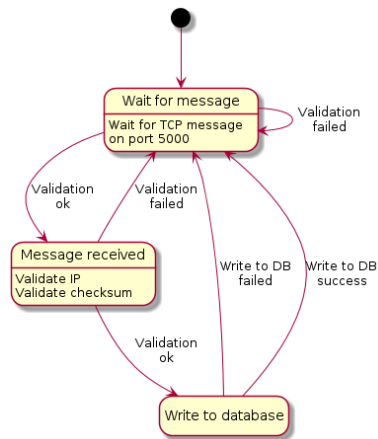 Wait for message
Wait for TCP message
on port 5000
Validation
failed
Validation
ok
Validation
failed
Message received
Validate IP
Validate checksum
Write to DB
failed
Write to DB
success
Validation
ok
Write to database